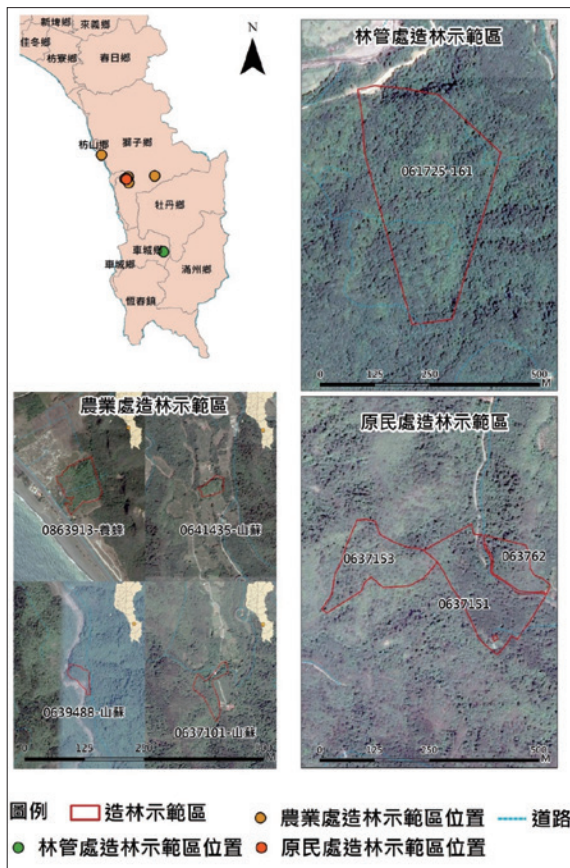 新埤鄉
來義鄉
佳冬鄉
枋寮鄉
春日鄉
N
枋山鄉
獅子鄉
牡丹鄉
車城鄉
車城鄉
滿州鄉
恆春鎮
林管處造林示範區
061725-161
0 125 250 500
M
農業處造林示範區
0863913-養蜂
0641435-山蘇
0639488-山蘇
0637101-山蘇
0 125
M
原民處造林示範區
0637153
063762
0637151
0 125 250 500
M
圖例 造林示範區 農業處造林示範區位置 道路
林管處造林示範區位置 原民處造林示範區位置